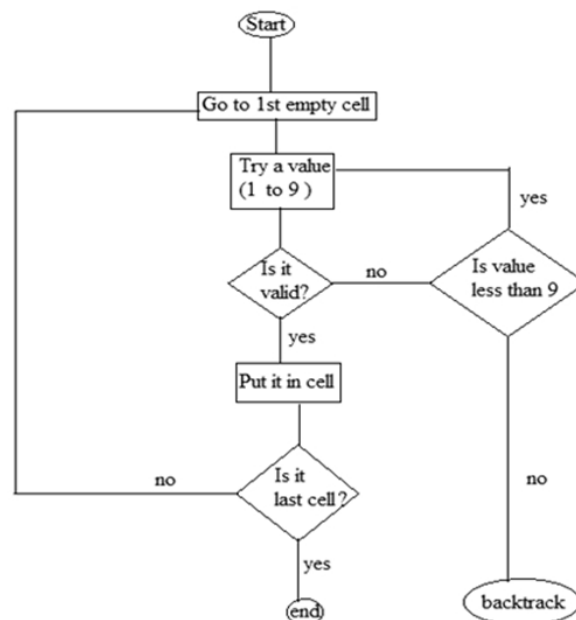 Start
Go to 1st empty cell
Try a value
(1 to 9 )
yes
Is it
valid?
no
Is value
less than 9
yes
Put it in cell
Is it
last cell?
no
no
yes
end
backtrack